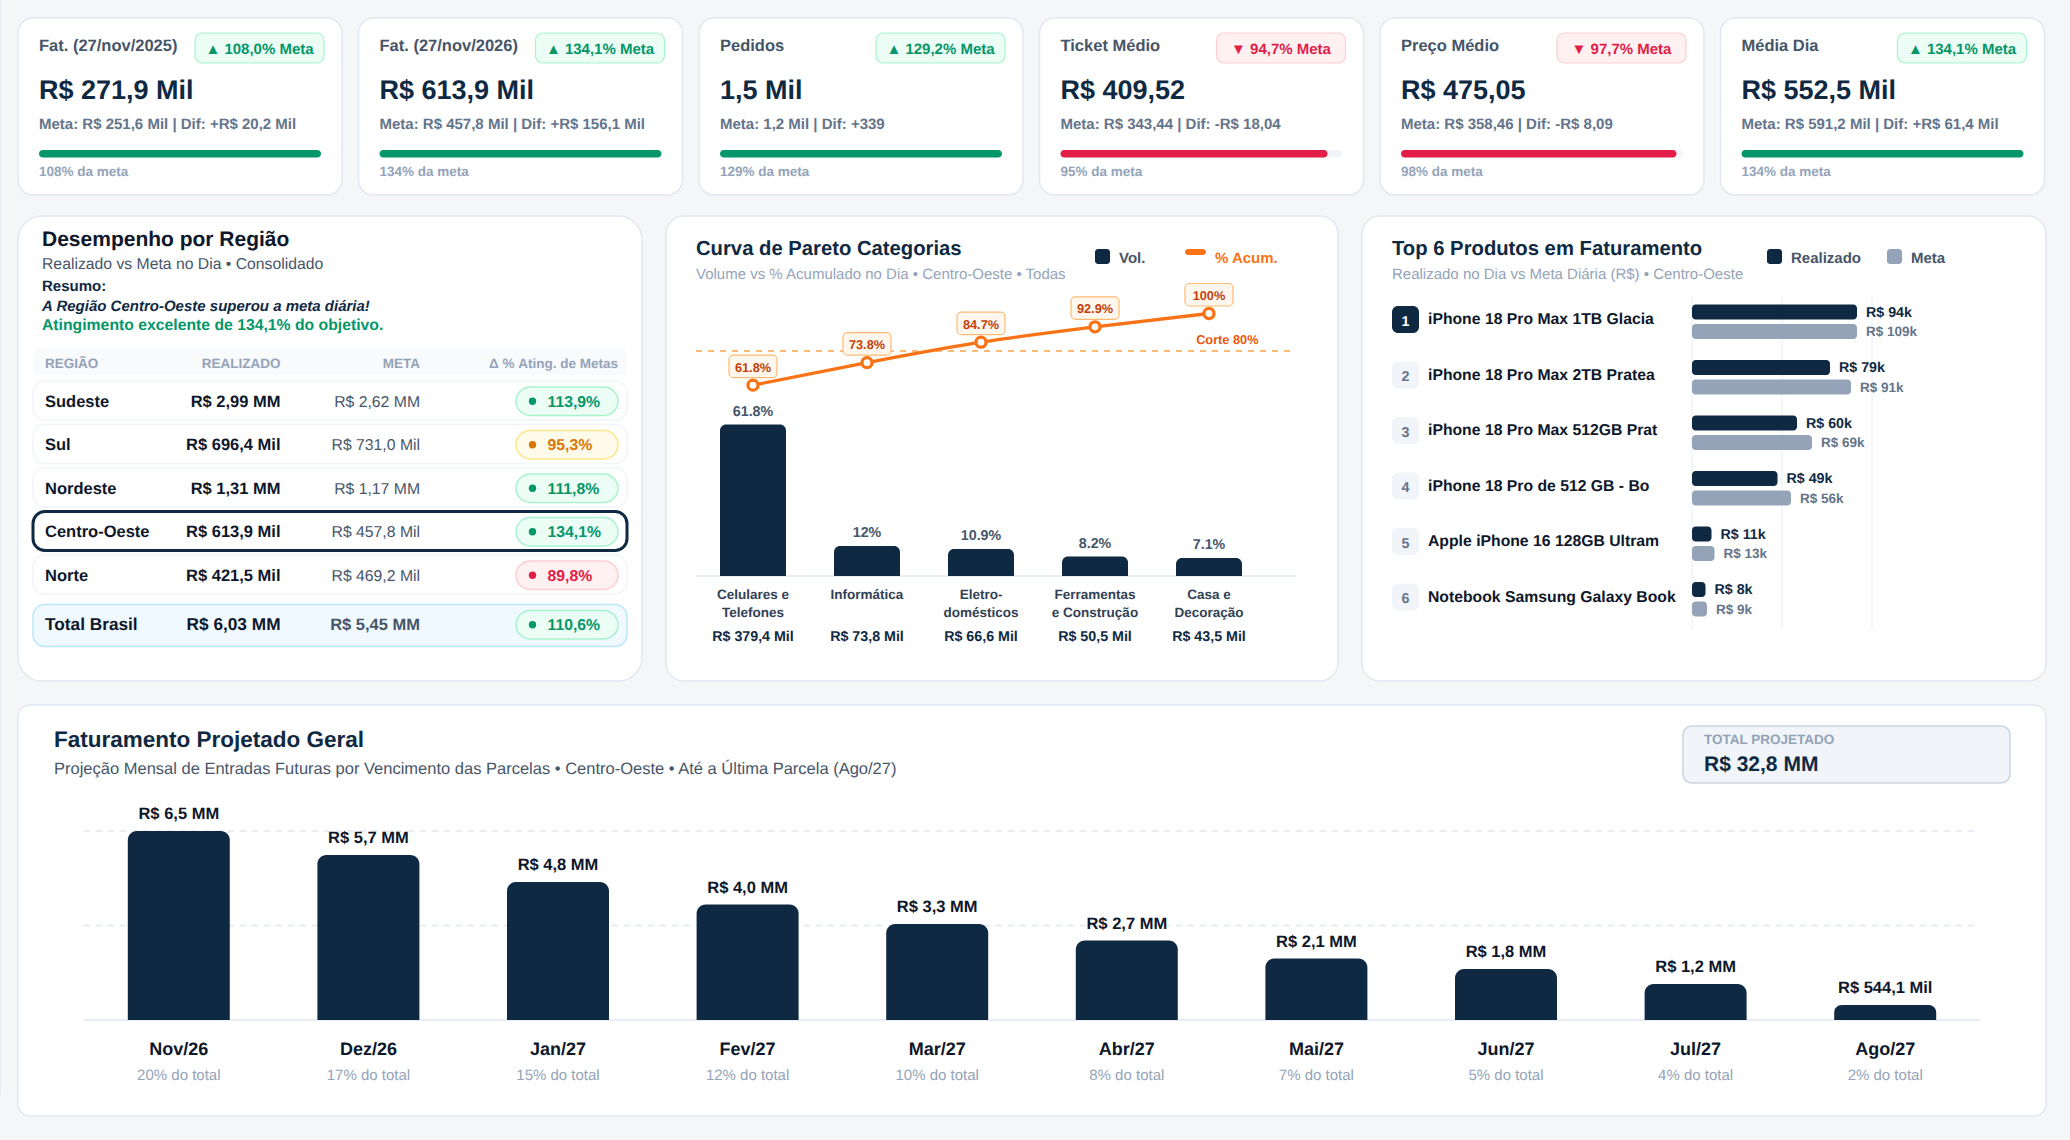 Fat. (27/nov/2025)
▲ 108,0% Meta
R$ 271,9 Mil
Meta: R$ 251,6 Mil | Dif: +R$ 20,2 Mil
108% da meta
Fat. (27/nov/2026)
▲ 134,1% Meta
R$ 613,9 Mil
Meta: R$ 457,8 Mil | Dif: +R$ 156,1 Mil
134% da meta
Pedidos
▲ 129,2% Meta
1,5 Mil
Meta: 1,2 Mil | Dif: +339
129% da meta
Ticket Médio
▼ 94,7% Meta
R$ 409,52
Meta: R$ 343,44 | Dif: -R$ 18,04
95% da meta
Preço Médio
▼ 97,7% Meta
R$ 475,05
Meta: R$ 358,46 | Dif: -R$ 8,09
98% da meta
Média Dia
▲ 134,1% Meta
R$ 552,5 Mil
Meta: R$ 591,2 Mil | Dif: +R$ 61,4 Mil
134% da meta
Desempenho por Região
Realizado vs Meta no Dia • Consolidado
Resumo:
A Região Centro-Oeste superou a meta diária!
Atingimento excelente de 134,1% do objetivo.
REGIÃO REALIZADO META Δ % Ating. de Metas
Sudeste R$ 2,99 MM R$ 2,62 MM 113,9%
Sul R$ 696,4 Mil R$ 731,0 Mil 95,3%
Nordeste R$ 1,31 MM R$ 1,17 MM 111,8%
Centro-Oeste R$ 613,9 Mil R$ 457,8 Mil 134,1%
Norte R$ 421,5 Mil R$ 469,2 Mil 89,8%
Total Brasil R$ 6,03 MM R$ 5,45 MM 110,6%
Curva de Pareto Categorias
Volume vs % Acumulado no Dia • Centro-Oeste • Todas
Vol. % Acum.
61.8% 73.8% 84.7% 92.9% 100%
Corte 80%
61.8% 12% 10.9% 8.2% 7.1%
Celulares e Informática Eletro- Ferramentas Casa e
Telefones domésticos e Construção Decoração
R$ 379,4 Mil R$ 73,8 Mil R$ 66,6 Mil R$ 50,5 Mil R$ 43,5 Mil
Top 6 Produtos em Faturamento
Realizado no Dia vs Meta Diária (R$) • Centro-Oeste
Realizado Meta
1 iPhone 18 Pro Max 1TB Glacia R$ 94k
R$ 109k
2 iPhone 18 Pro Max 2TB Pratea R$ 79k
R$ 91k
3 iPhone 18 Pro Max 512GB Prat R$ 60k
R$ 69k
4 iPhone 18 Pro de 512 GB - Bo R$ 49k
R$ 56k
5 Apple iPhone 16 128GB Ultram R$ 11k
R$ 13k
6 Notebook Samsung Galaxy Book R$ 8k
R$ 9k
Faturamento Projetado Geral
Projeção Mensal de Entradas Futuras por Vencimento das Parcelas • Centro-Oeste • Até a Última Parcela (Ago/27)
TOTAL PROJETADO
R$ 32,8 MM
R$ 6,5 MM R$ 5,7 MM R$ 4,8 MM R$ 4,0 MM R$ 3,3 MM R$ 2,7 MM R$ 2,1 MM R$ 1,8 MM R$ 1,2 MM R$ 544,1 Mil
Nov/26 Dez/26 Jan/27 Fev/27 Mar/27 Abr/27 Mai/27 Jun/27 Jul/27 Ago/27
20% do total 17% do total 15% do total 12% do total 10% do total 8% do total 7% do total 5% do total 4% do total 2% do total